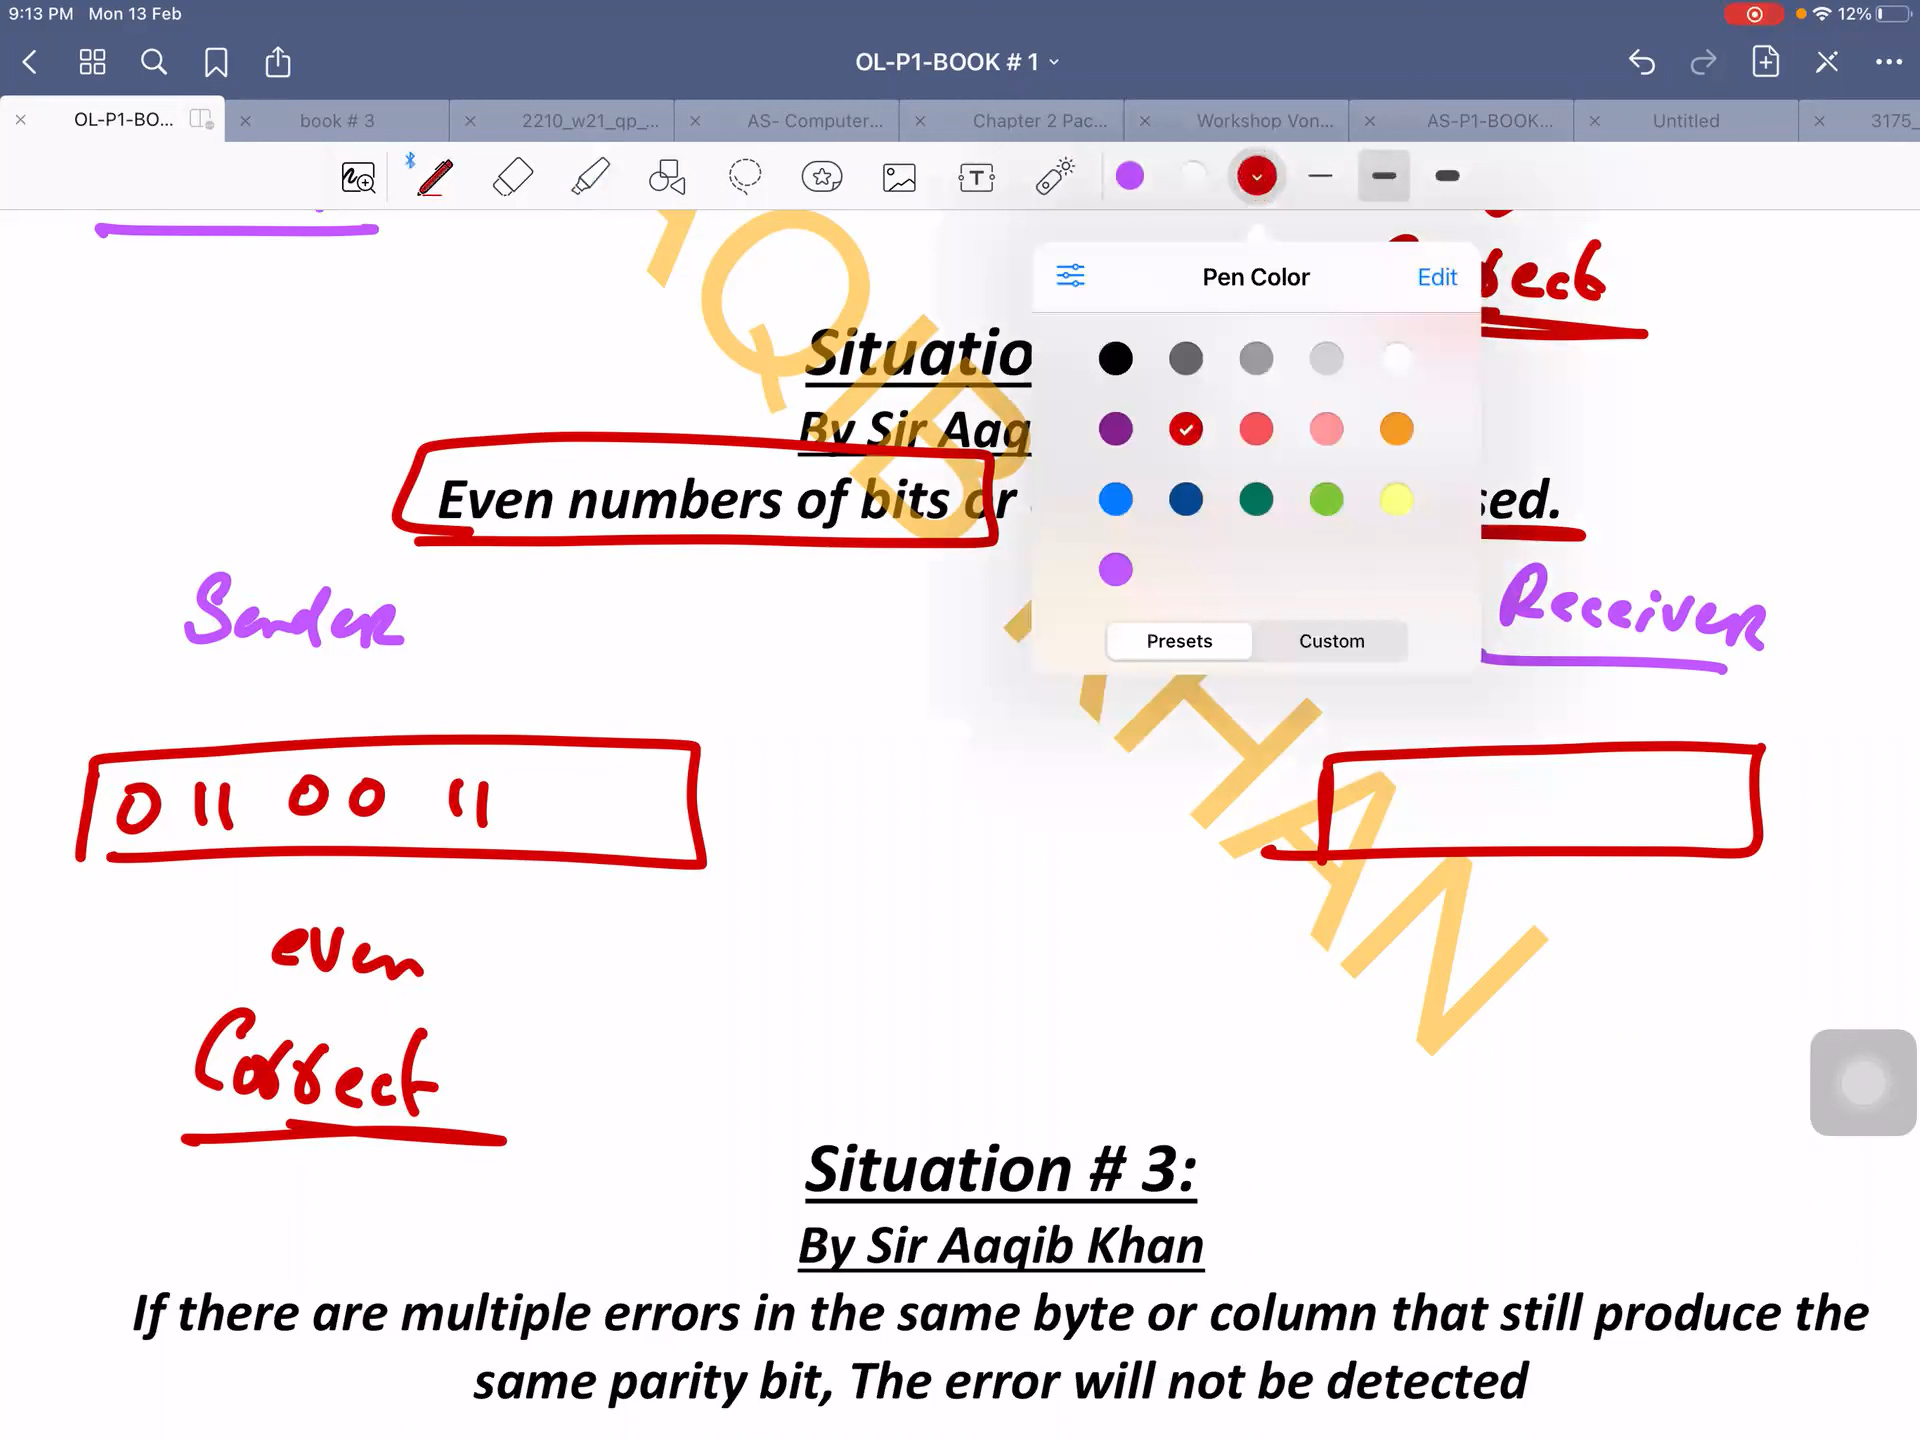 9:13 PM Mon 13 Feb
12%
OL-P1-BOOK # 1
OL-P1-BO...
book # 3
2210_w21_qp_...
AS- Computer...
Chapter 2 Pac...
Workshop Von...
AS-P1-BOOK...
Untitled
3175_
Pen Color
Edit
Presets
Custom
Situatio
By Sir Aaq
Even numbers of bits or
sed.
Sender
Receiver
0 11 00 11
even
Correct
Situation # 3:
By Sir Aaqib Khan
If there are multiple errors in the same byte or column that still produce the
same parity bit, The error will not be detected
AQIB KHAN